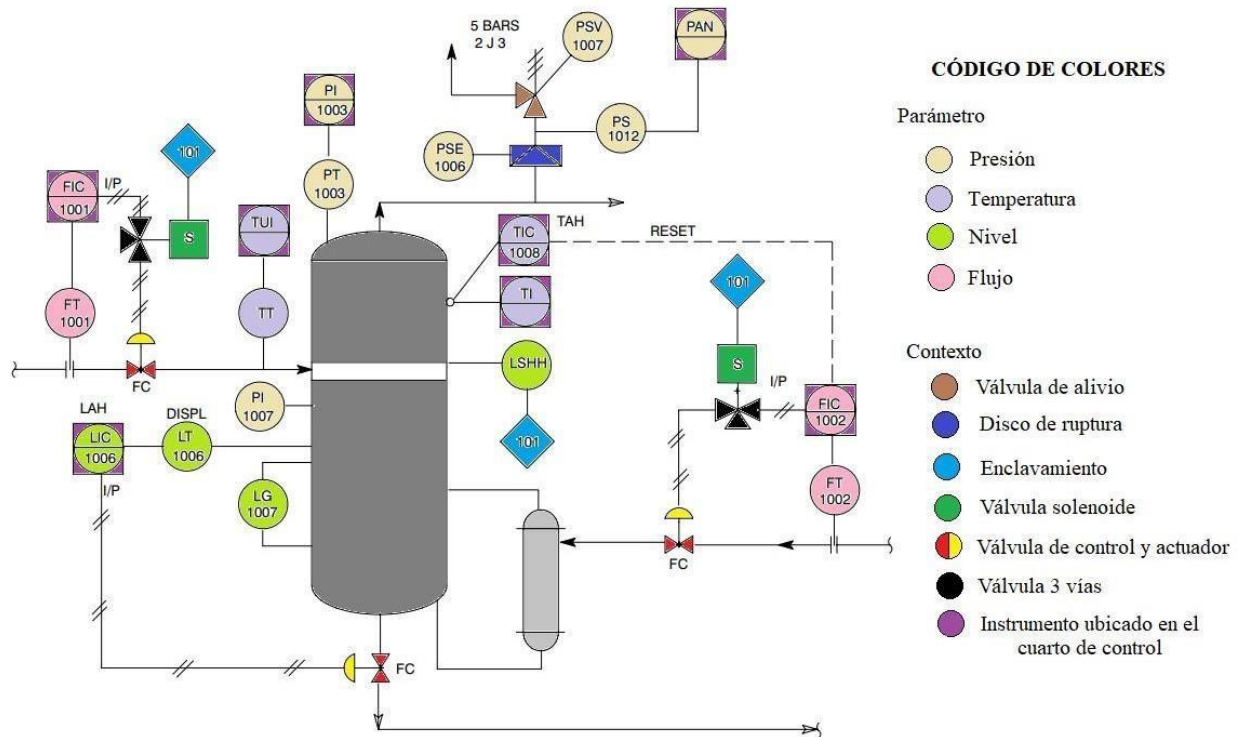 5 BARS
2 J 3
PSV
1007
PAN
PI
1003
PS
1012
PSE
1006
PT
1003
101
FIC
1001
I/P
S
TUI
TAH
TIC
1008
RESET
TI
101
FT
1001
TT
FC
LSHH
S
I/P
FIC
1002
PI
1007
LAH
DISPL
LIC
1006
LT
1006
I/P
101
LG
1007
FT
1002
FC
FC
CÓDIGO DE COLORES
Parámetro
Presión
Temperatura
Nivel
Flujo
Contexto
Válvula de alivio
Disco de ruptura
Enclavamiento
Válvula solenoide
Válvula de control y actuador
Válvula 3 vías
Instrumento ubicado en el
cuarto de control